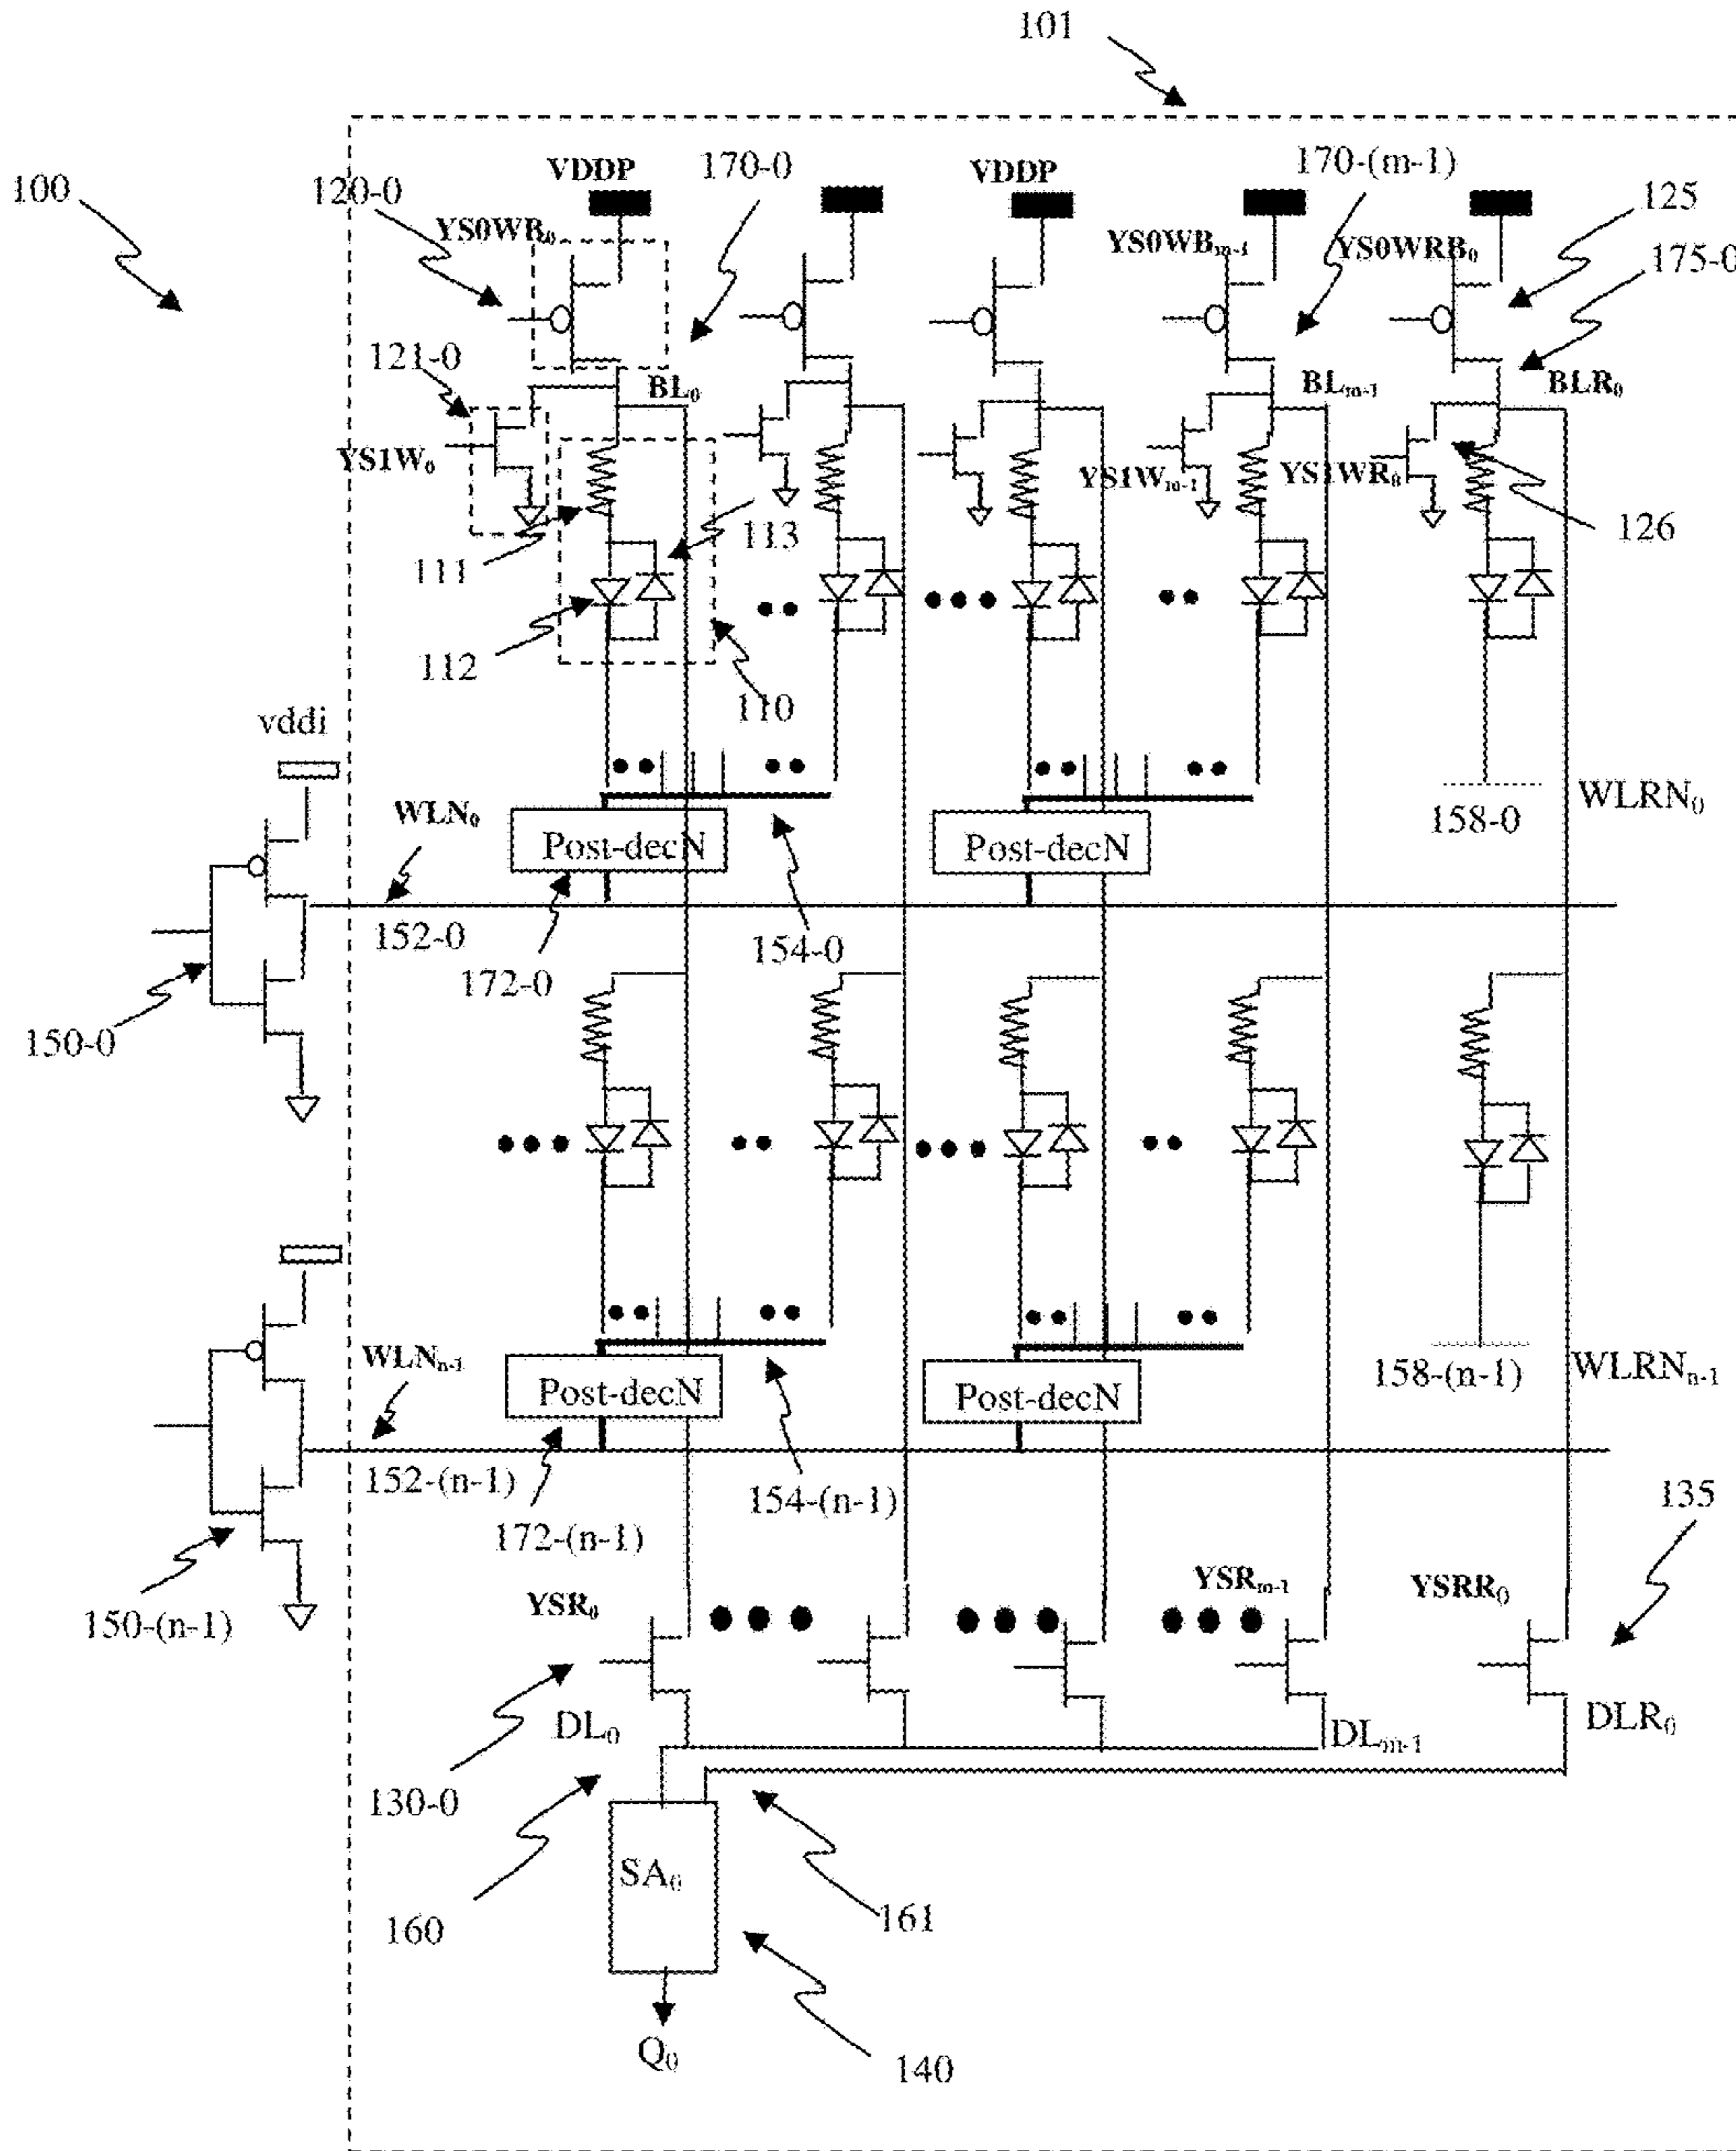 101
100
120-0
VDDP
170-0
VDDP
170-(m-1)
125
YS0WB₀
YS0WBₘ₋₁
YS0WRB₀
175-0
121-0
BL₀
BLₘ₋₁
BLR₀
YS1W₀
YS1Wₘ₋₁
YS1WR₀
111
113
126
112
110
vddi
WLN₀
Post-decN
Post-decN
158-0
WLRN₀
152-0
172-0
154-0
150-0
WLNₙ₋₁
Post-decN
Post-decN
158-(n-1)
WLRNₙ₋₁
152-(n-1)
172-(n-1)
154-(n-1)
135
150-(n-1)
YSR₀
YSRₘ₋₁
YSRR₀
DL₀
DLₘ₋₁
DLR₀
130-0
SA₀
160
161
Q₀
140